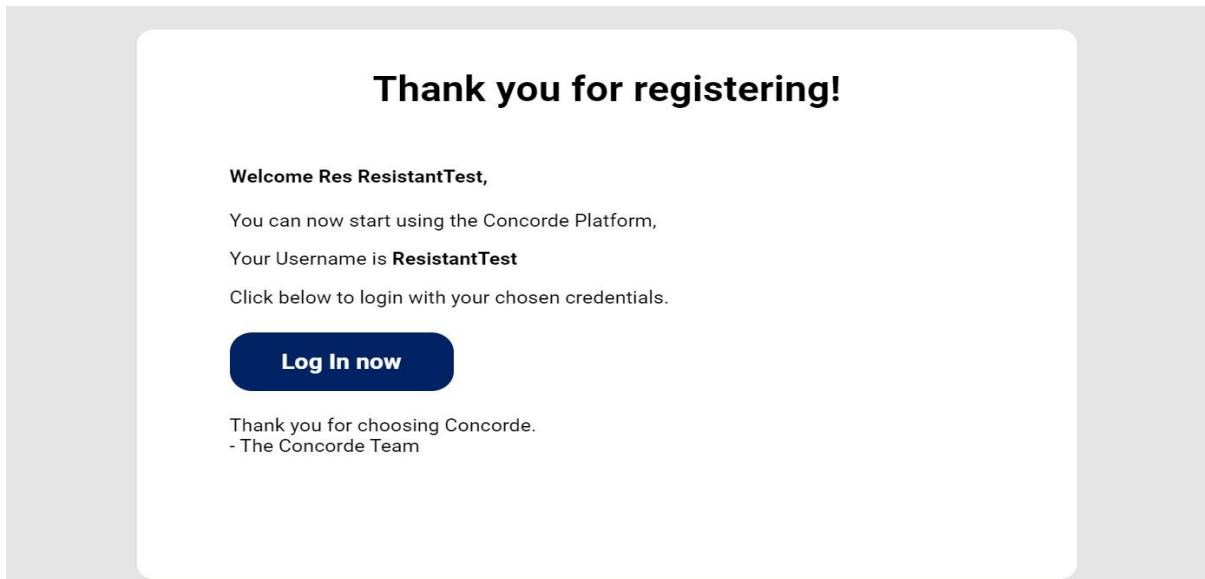 Thank you for registering!
Welcome Res ResistantTest,
You can now start using the Concorde Platform,
Your Username is ResistantTest
Click below to login with your chosen credentials.
Log In now
Thank you for choosing Concorde.
- The Concorde Team